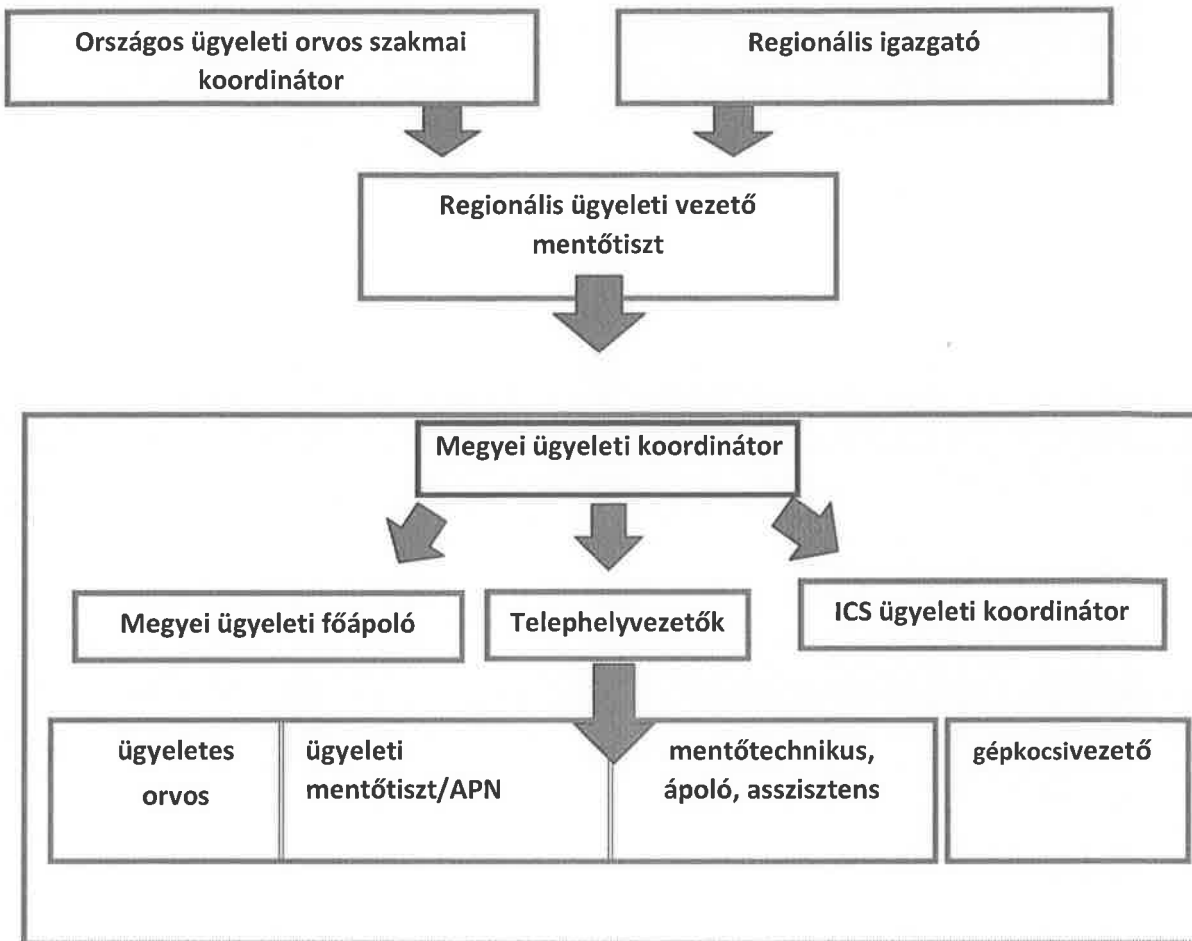 Országos ügyeleti orvos szakmai
koordinátor
Regionális igazgató
Regionális ügyeleti vezető
mentőtiszt
Megyei ügyeleti koordinátor
Megyei ügyeleti főápoló
Telephelyvezetők
ICS ügyeleti koordinátor
ügyeletes
orvos
ügyeleti
mentőtiszt/APN
mentőtechnikus,
ápoló, asszisztens
gépkocsivezető